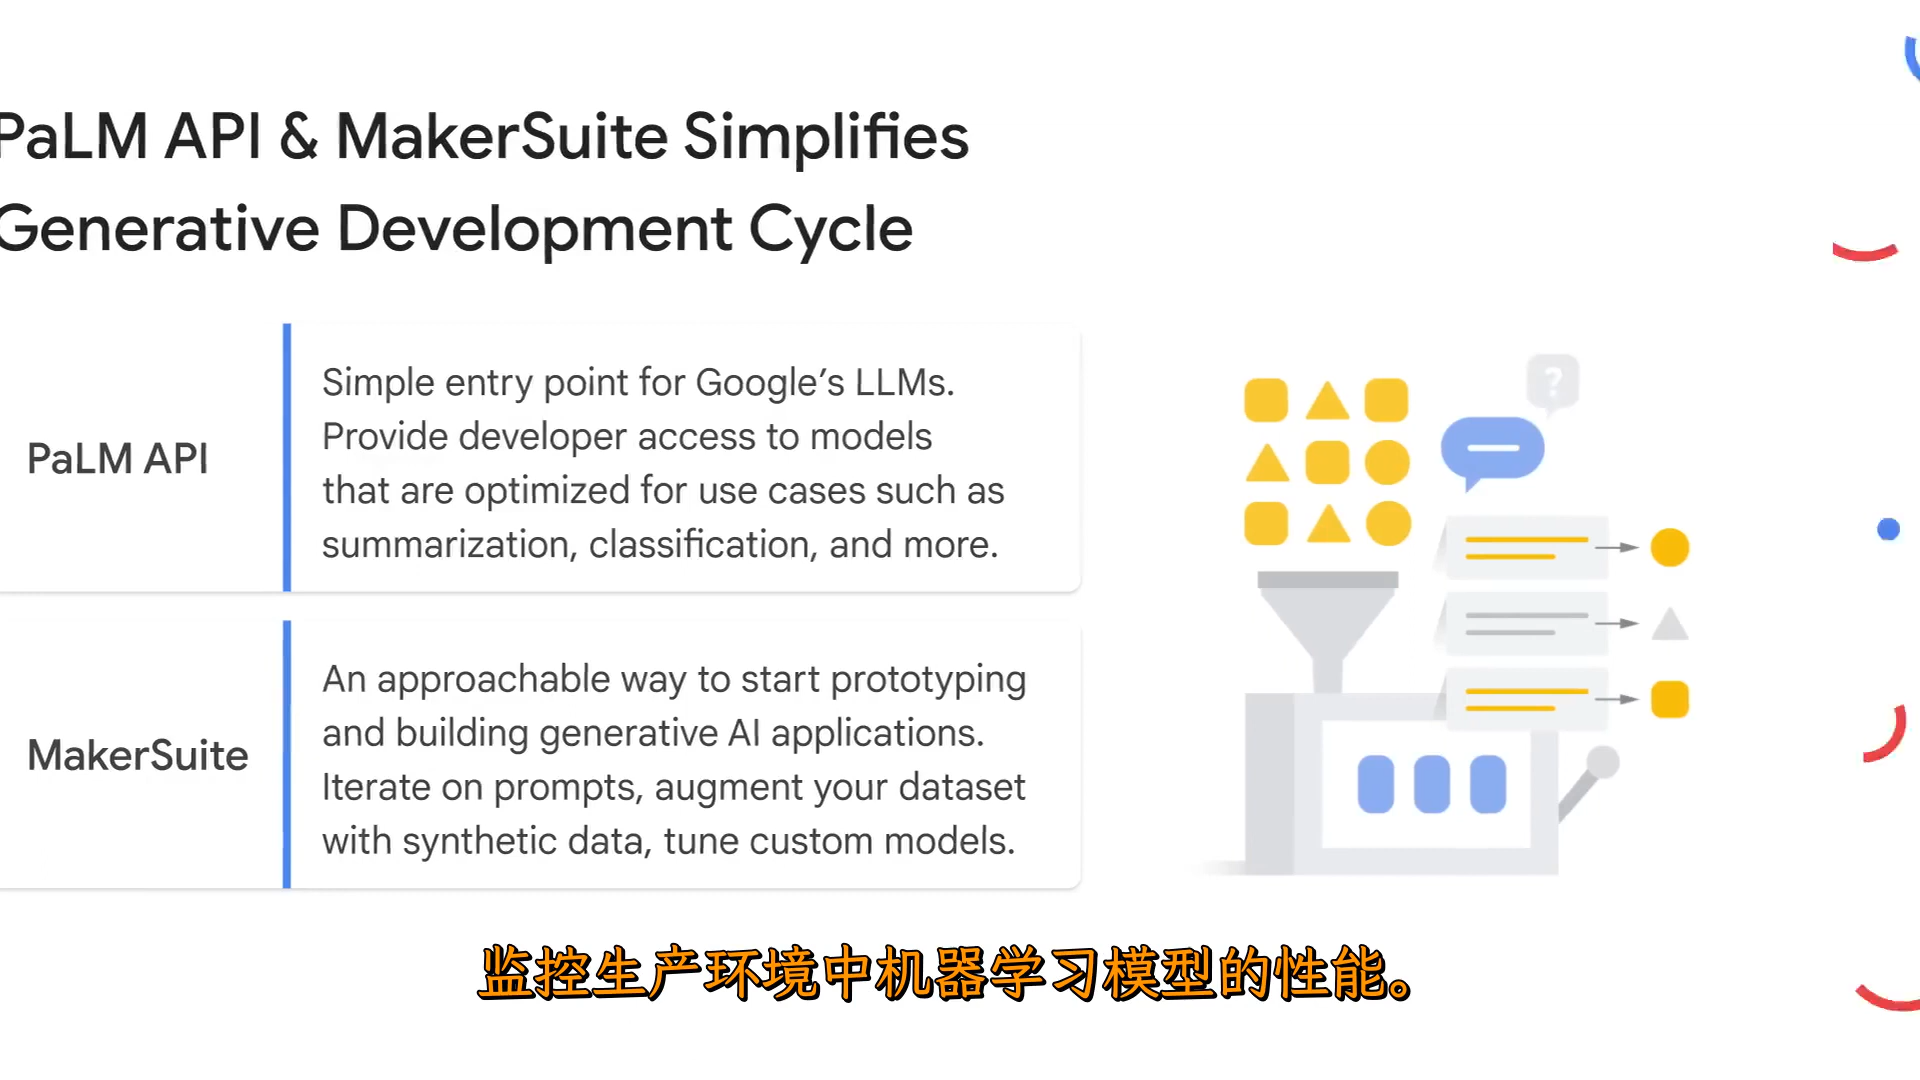 PaLM API & MakerSuite Simplifies
Generative Development Cycle
PaLM API
Simple entry point for Google's LLMs.
Provide developer access to models
that are optimized for use cases such as
summarization, classification, and more.
MakerSuite
An approachable way to start prototyping
and building generative AI applications.
Iterate on prompts, augment your dataset
with synthetic data, tune custom models.
?
监控生产环境中机器学习模型的性能。